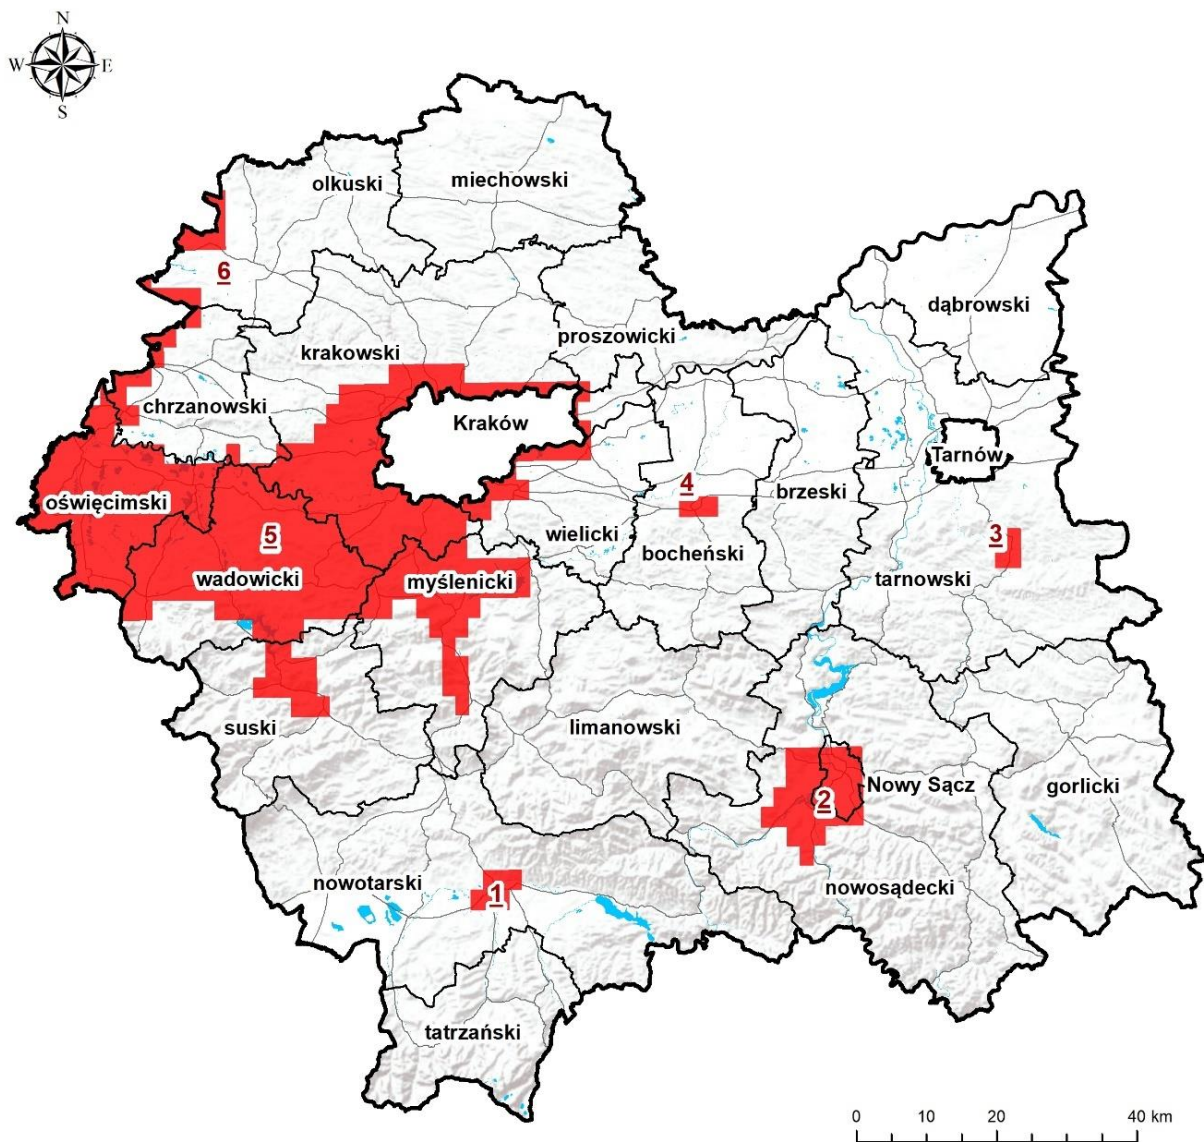 N
W E
S
olkuski
miechowski
6
dąbrowski
proszowicki
krakowski
chrzanowski
Kraków
Tarnów
4
oświęcimski
brzeski
5
wielicki
3
bocheński
wadowicki
myślenicki
tarnowski
suski
limanowski
Nowy Sącz
gorlicki
2
nowotarski
1
nowosądecki
tatrzański
0 10 20 40 km